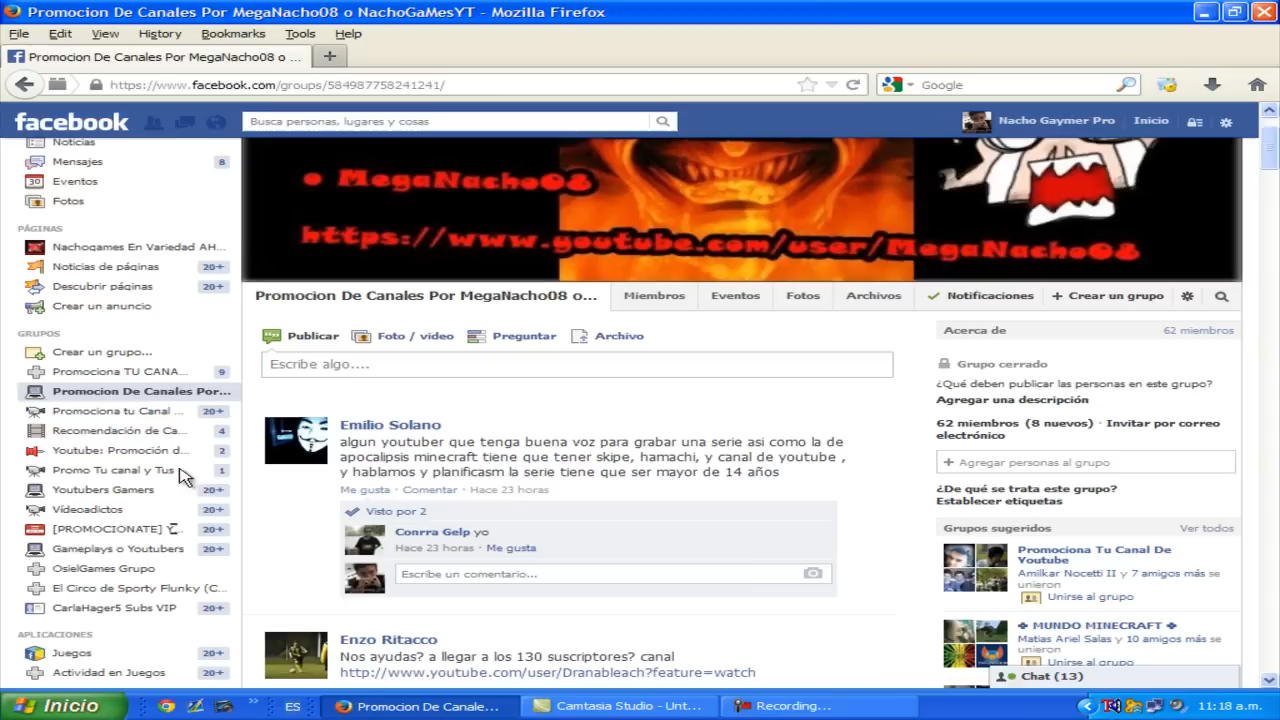 Promocion De Canales Por MegaNacho08 o NachoGaMesYT - Mozilla Firefox
File Edit View History Bookmarks Tools Help
Promocion De Canales Por MegaNacho08 o ...
https://www.facebook.com/groups/584987758241241/
Google
facebook
Busca personas, lugares y cosas
Nacho Gaymer Pro
Inicio
Noticias
Mensajes 8
30 Eventos
Fotos
PÁGINAS
Nachogames En Variedad AH...
Noticias de páginas 20+
Descubrir páginas 20+
Crear un anuncio
GRUPOS
Crear un grupo...
Promociona TU CANA... 9
Promocion De Canales Por...
Promociona tu Canal ... 20+
Recomendación de Ca... 4
Youtube: Promoción d... 2
Promo Tu canal y Tus 1
Youtubers Gamers 20+
Vídeoadictos 20+
[PROMOCIONATE] Y... 20+
Gameplays o Youtubers 20+
OsielGames Grupo
El Circo de Sporty Flunky (C...
CarlaHager5 Subs VIP 20+
APLICACIONES
Juegos 20+
Actividad en Juegos 20+
o MegaNacho08
https://www.youtube.com/user/MegaNacho08
Promocion De Canales Por MegaNacho08 o... Miembros Eventos Fotos Archivos Notificaciones + Crear un grupo
Publicar Foto / video Preguntar Archivo
Escribe algo....
Emilio Solano
algun youtuber que tenga buena voz para grabar una serie asi como la de
apocalipsis minecraft tiene que tener skipe, hamachi, y canal de youtube ,
y hablamos y planificasm la serie tiene que ser mayor de 14 años
Me gusta · Comentar · Hace 23 horas
Visto por 2
Conrra Gelp yo
Hace 23 horas · Me gusta
Escribe un comentario...
Enzo Ritacco
Nos ayudas? a llegar a los 130 suscriptores? canal
http://www.youtube.com/user/Dranableach?feature=watch
Acerca de 62 miembros
Grupo cerrado
¿Qué deben publicar las personas en este grupo?
Agregar una descripción
62 miembros (8 nuevos) · Invitar por correo
electrónico
+ Agregar personas al grupo
¿De qué se trata este grupo?
Establecer etiquetas
Grupos sugeridos Ver todos
Promociona Tu Canal De
Youtube
Amilkar Nocetti II y 7 amigos más se
unieron
Unirse al grupo
❖ MUNDO MINECRAFT ❖
Matias Ariel Salas y 10 amigos más se
unieron
Unirse al grupo
Chat (13)
Inicio
ES
Promocion De Canale...
Camtasia Studio - Unt...
Recording...
11:18 a.m.